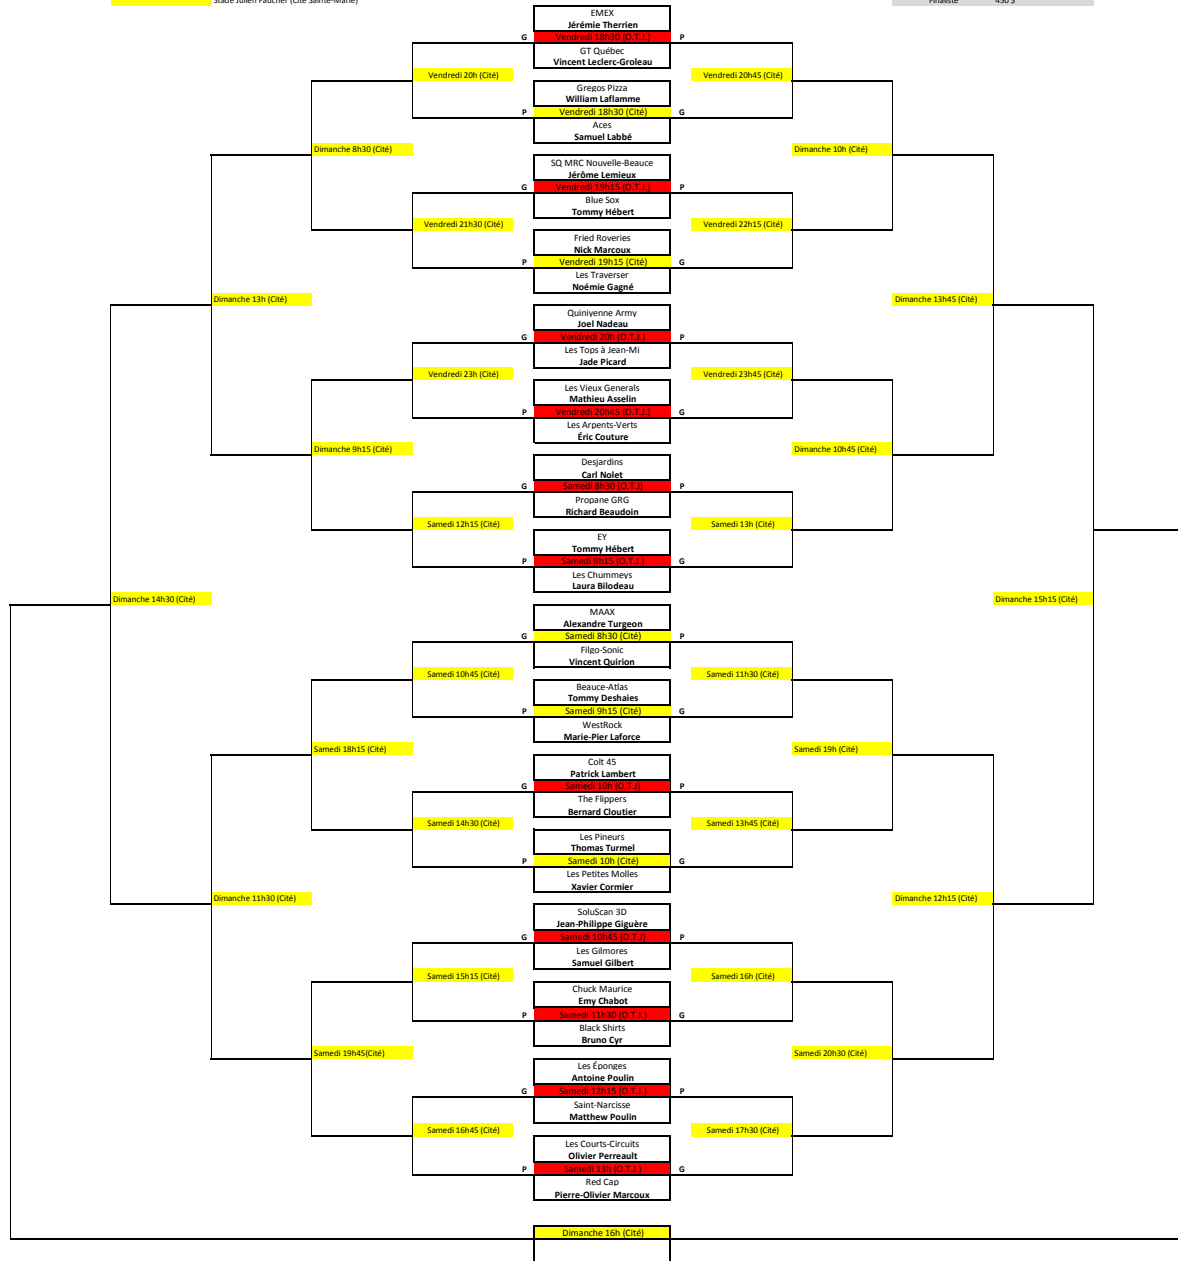 Stade Julien Faucher (Cité Sainte-Marie)
Finaliste 450 $
EMEX
Jérémie Therrien
G Vendredi 18h30 (O.T.J.) P
GT Québec
Vincent Leclerc-Groleau
Vendredi 20h (Cité) Vendredi 20h45 (Cité)
Gregos Pizza
William Laflamme
P Vendredi 18h30 (Cité) G
Aces
Samuel Labbé
Dimanche 8h30 (Cité) Dimanche 10h (Cité)
SQ MRC Nouvelle-Beauce
Jérôme Lemieux
G Vendredi 19h15 (O.T.J.) P
Blue Sox
Tommy Hébert
Vendredi 21h30 (Cité) Vendredi 22h15 (Cité)
Fried Roveries
Nick Marcoux
P Vendredi 19h15 (Cité) G
Les Traverser
Noémie Gagné
Dimanche 13h (Cité) Dimanche 13h45 (Cité)
Quiniyenne Army
Joel Nadeau
G Vendredi 20h (O.T.J.) P
Les Tops à Jean-Mi
Jade Picard
Vendredi 23h (Cité) Vendredi 23h45 (Cité)
Les Vieux Generals
Mathieu Asselin
P Vendredi 20h45 (O.T.J.) G
Les Arpents-Verts
Éric Couture
Dimanche 9h15 (Cité) Dimanche 10h45 (Cité)
Desjardins
Carl Nolet
G Samedi 8h30 (O.T.J) P
Propane GRG
Richard Beaudoin
Samedi 12h15 (Cité) Samedi 13h (Cité)
EY
Tommy Hébert
P Samedi 9h15 (O.T.J.) G
Les Chummeys
Laura Bilodeau
Dimanche 14h30 (Cité) Dimanche 15h15 (Cité)
MAAX
Alexandre Turgeon
G Samedi 8h30 (Cité) P
Filgo-Sonic
Vincent Quirion
Samedi 10h45 (Cité) Samedi 11h30 (Cité)
Beauce-Atlas
Tommy Deshaies
P Samedi 9h15 (Cité) G
WestRock
Marie-Pier Laforce
Samedi 18h15 (Cité) Samedi 19h (Cité)
Colt 45
Patrick Lambert
G Samedi 10h (O.T.J) P
The Flippers
Bernard Cloutier
Samedi 14h30 (Cité) Samedi 13h45 (Cité)
Les Pineurs
Thomas Turmel
P Samedi 10h (Cité) G
Les Petites Molles
Xavier Cormier
Dimanche 11h30 (Cité) Dimanche 12h15 (Cité)
SoluScan 3D
Jean-Philippe Giguère
G Samedi 10h45 (O.T.J) P
Les Gilmores
Samuel Gilbert
Samedi 15h15 (Cité) Samedi 16h (Cité)
Chuck Maurice
Emy Chabot
P Samedi 11h30 (O.T.J.) G
Black Shirts
Bruno Cyr
Samedi 19h45(Cité) Samedi 20h30 (Cité)
Les Éponges
Antoine Poulin
G Samedi 12h15 (O.T.J.) P
Saint-Narcisse
Matthew Poulin
Samedi 16h45 (Cité) Samedi 17h30 (Cité)
Les Courts-Circuits
Olivier Perreault
P Samedi 13h (O.T.J.) G
Red Cap
Pierre-Olivier Marcoux
Dimanche 16h (Cité)